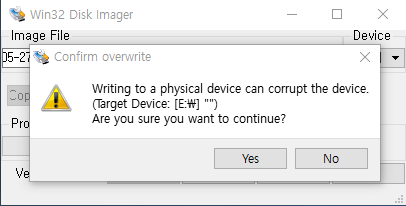 Win32 Disk Imager
Image File
Device
05-27
Confirm overwrite
Writing to a physical device can corrupt the device.
(Target Device: [E:₩] "")
Are you sure you want to continue?
Yes
No
Cop
Pro
Ve